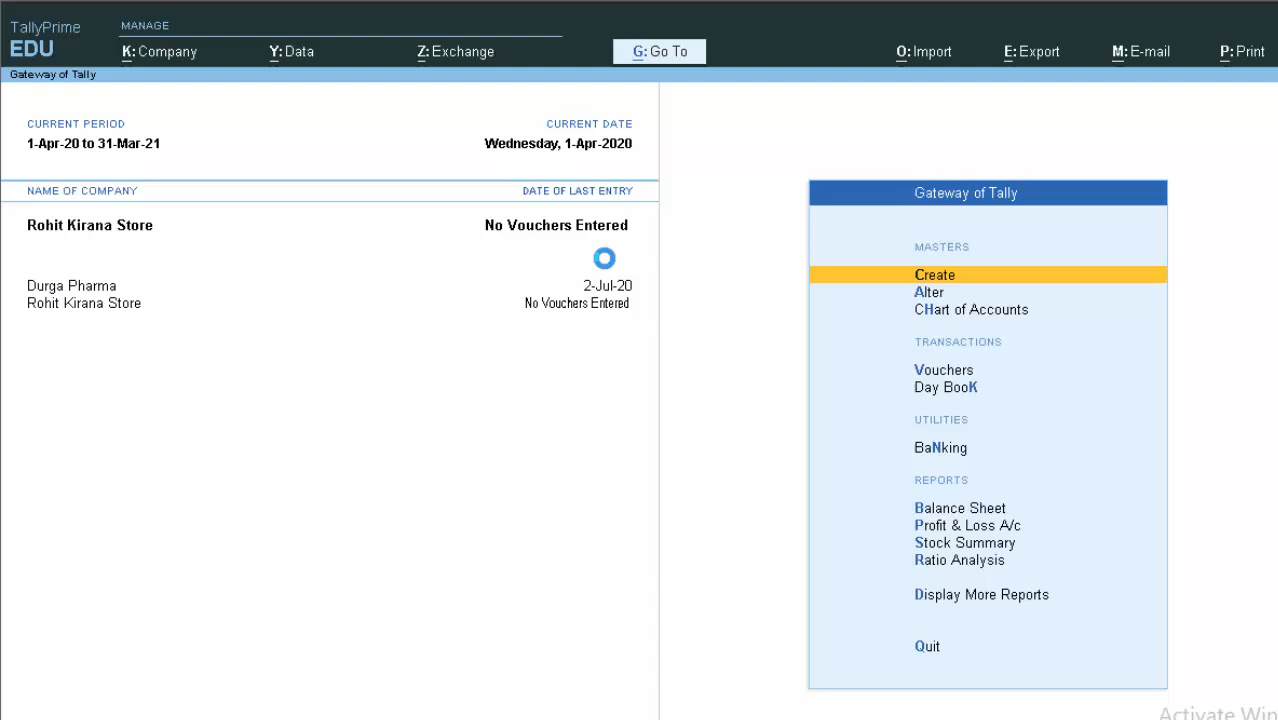 TallyPrime
EDU
MANAGE
K: Company
Y: Data
Z: Exchange
G: Go To
O: Import
E: Export
M: E-mail
P: Print
Gateway of Tally
CURRENT PERIOD
CURRENT DATE
1-Apr-20 to 31-Mar-21
Wednesday, 1-Apr-2020
NAME OF COMPANY
DATE OF LAST ENTRY
Rohit Kirana Store
No Vouchers Entered
Durga Pharma
2-Jul-20
Rohit Kirana Store
No Vouchers Entered
Gateway of Tally
MASTERS
Create
Alter
CHart of Accounts
TRANSACTIONS
Vouchers
Day BooK
UTILITIES
BaNking
REPORTS
Balance Sheet
Profit & Loss A/c
Stock Summary
Ratio Analysis
Display More Reports
Quit
Activate Win